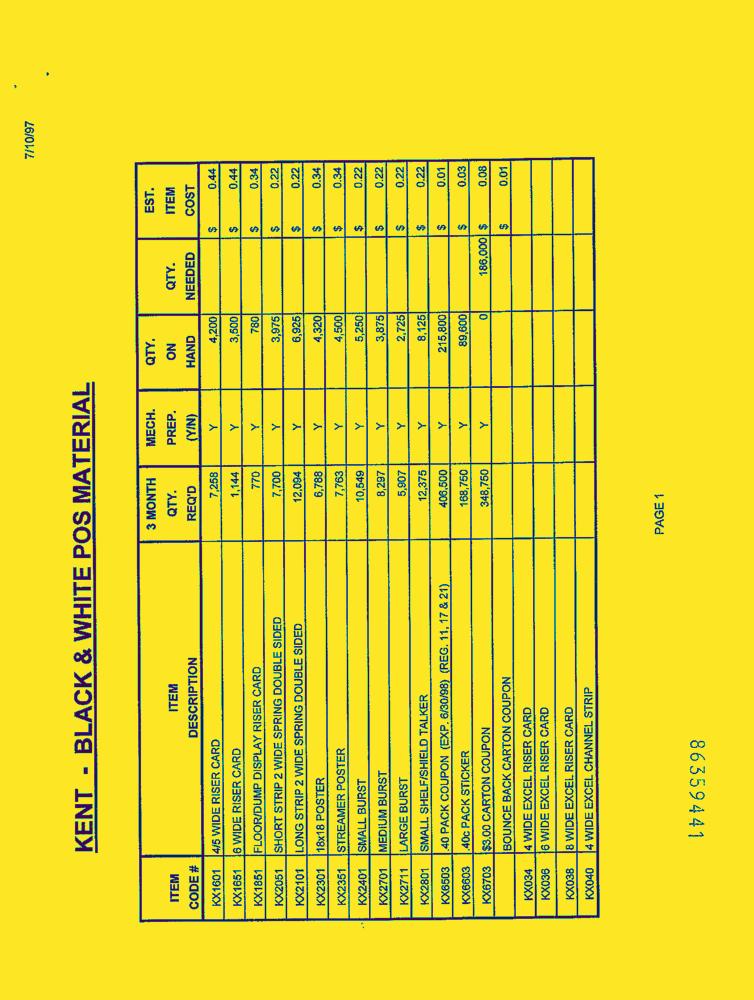 7/10/97
KENT - BLACK & WHITE POS MATERIAL
ITEM CODE # ITEM DESCRIPTION 3 MONTH QTY. REQ'D MECH. PREP. (Y/N) QTY. ON HAND QTY. NEEDED EST. ITEM COST
KX1601 4/5 WIDE RISER CARD 7,258 Y 4,200 $ 0.44
KX1651 6 WIDE RISER CARD 1,144 Y 3,500 $ 0.44
KX1851 FLOOR/DUMP DISPLAY RISER CARD 770 Y 780 $ 0.34
KX2051 SHORT STRIP 2 WIDE SPRING DOUBLE SIDED 7,700 Y 3,975 $ 0.22
KX2101 LONG STRIP 2 WIDE SPRING DOUBLE SIDED 12,094 Y 6,925 $ 0.22
KX2301 18x18 POSTER 6,788 Y 4,320 $ 0.34
KX2351 STREAMER POSTER 7,763 Y 4,500 $ 0.34
KX2401 SMALL BURST 10,549 Y 5,250 $ 0.22
KX2701 MEDIUM BURST 8,297 Y 3,875 $ 0.22
KX2711 LARGE BURST 5,907 Y 2,725 $ 0.22
KX2801 SMALL SHELF/SHIELD TALKER 12,375 Y 8,125 $ 0.22
KX6503 .40 PACK COUPON (EXP. 6/30/98) (REG. 11, 17 & 21) 406,500 Y 215,800 $ 0.01
KX6603 .40c PACK STICKER 168,750 Y 89,600 $ 0.03
KX6703 $3.00 CARTON COUPON 348,750 Y 0 186,000 $ 0.08
BOUNCE BACK CARTON COUPON $ 0.01
KX034 4 WIDE EXCEL RISER CARD
KX036 6 WIDE EXCEL RISER CARD
KX038 8 WIDE EXCEL RISER CARD
KX040 4 WIDE EXCEL CHANNEL STRIP
PAGE 1
86359441